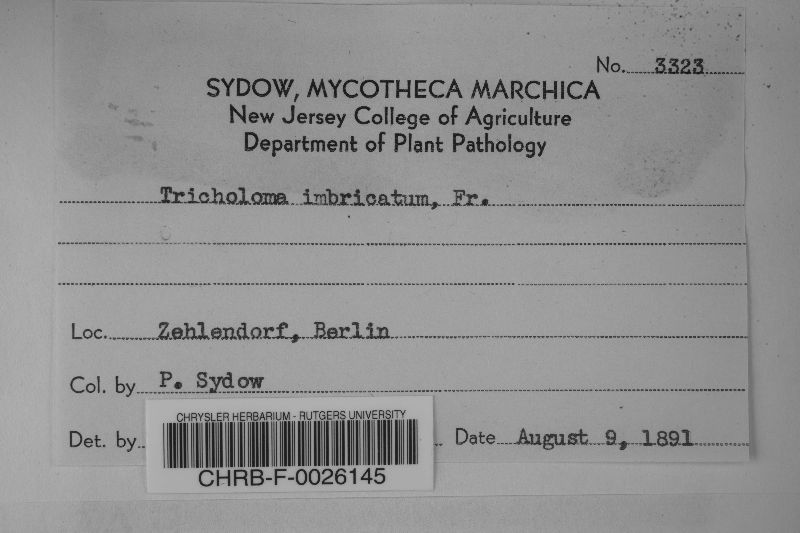 No. 3323
SYDOW, MYCOTHECA MARCHICA
New Jersey College of Agriculture
Department of Plant Pathology
Tricholoma imbricatum, Fr.
Loc. Zehlendorf, Berlin
Col. by P. Sydow
Det. by Date August 9, 1891
CHRYSLER HERBARIUM - RUTGERS UNIVERSITY
CHRB-F-0026145